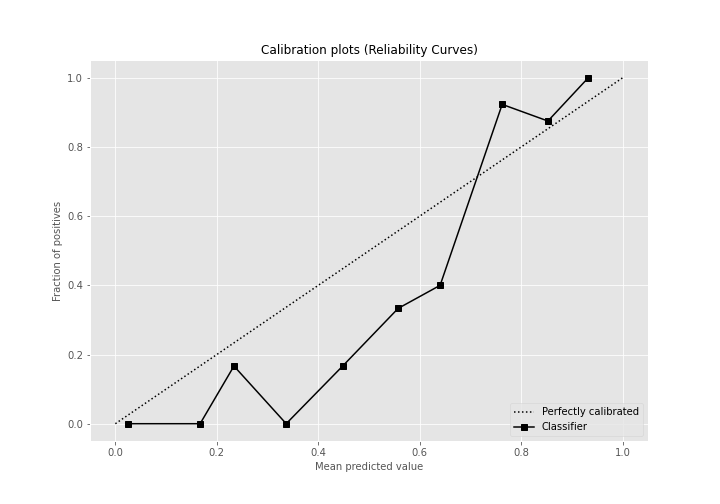 Calibration plots (Reliability Curves)
1.0
0.8
0.6
0.4
0.2
0.0
Fraction of positives
0.0 0.2 0.4 0.6 0.8 1.0
Mean predicted value
Perfectly calibrated
Classifier